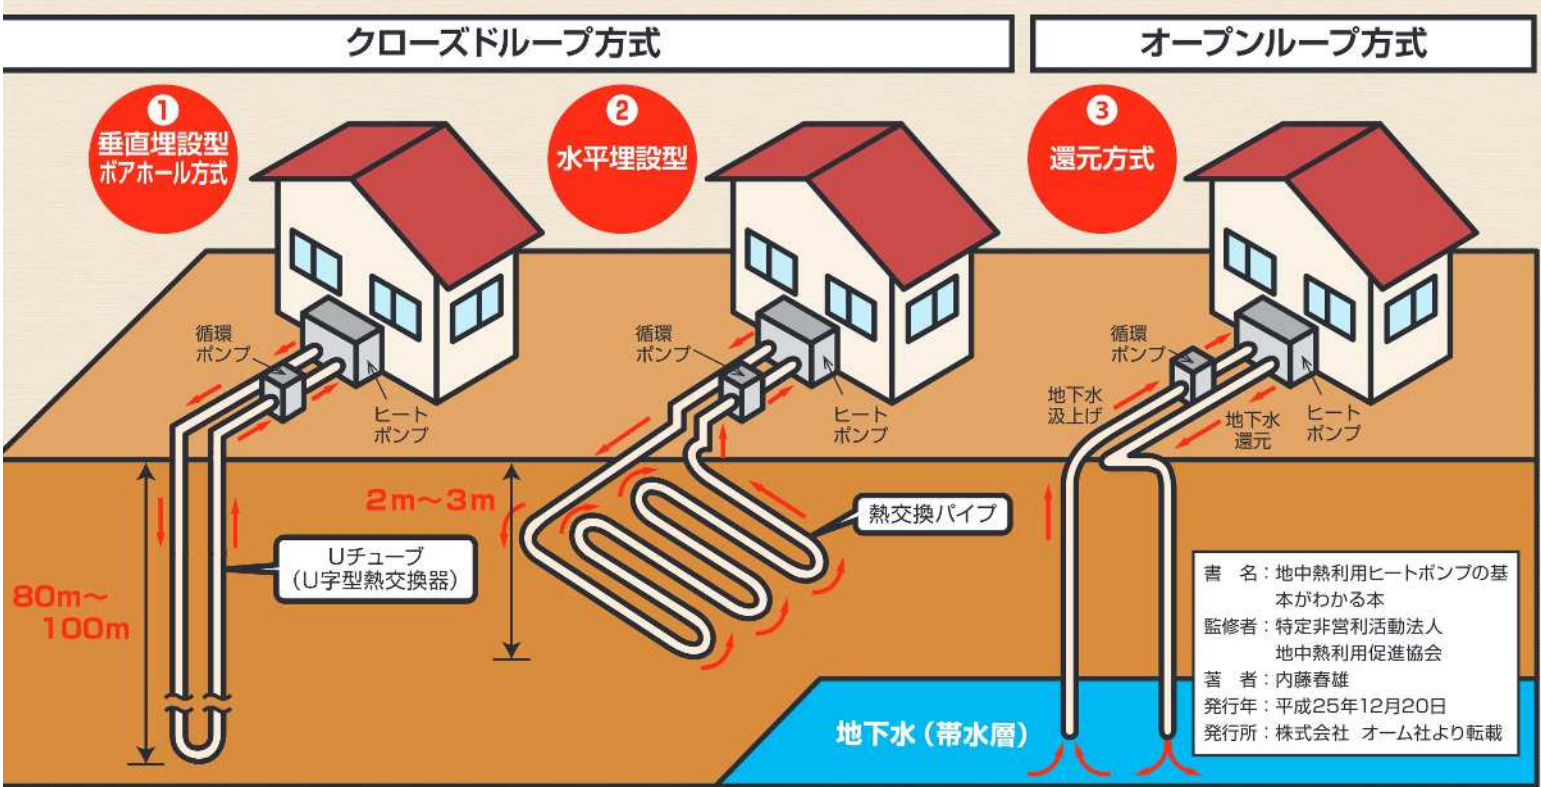 クローズドループ方式
オープンループ方式
1
垂直埋設型
ボアホール方式
循環
ポンプ
ヒート
ポンプ
80m〜
100m
Uチューブ
(U字型熱交換器)
2
水平埋設型
循環
ポンプ
ヒート
ポンプ
2m〜3m
熱交換パイプ
3
還元方式
循環
ポンプ
地下水
汲上げ
地下水
還元
ヒート
ポンプ
地下水(帯水層)
書 名:地中熱利用ヒートポンプの基
本がわかる本
監修者:特定非営利活動法人
地中熱利用促進協会
著 者:内藤春雄
発行年:平成25年12月20日
発行所:株式会社 オーム社より転載